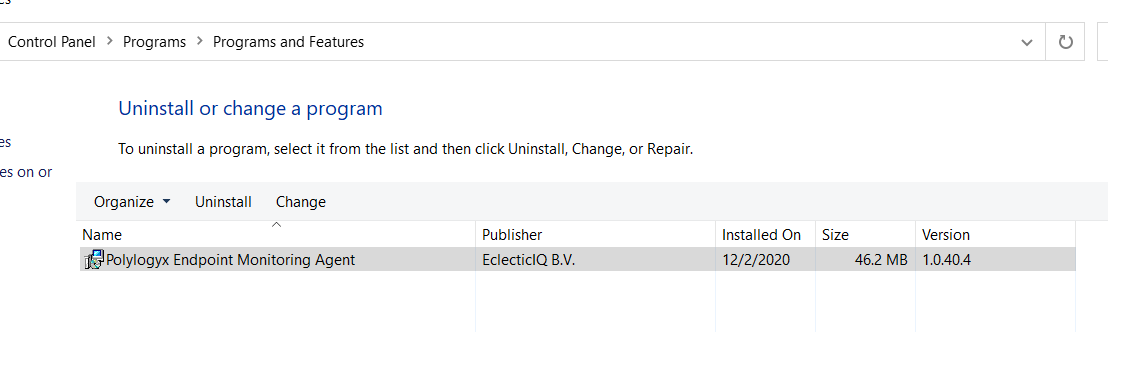 Control Panel > Programs > Programs and Features
Uninstall or change a program
es
To uninstall a program, select it from the list and then click Uninstall, Change, or Repair.
es on or
Organize Uninstall Change
Name Publisher Installed On Size Version
Polylogyx Endpoint Monitoring Agent EclecticIQ B.V. 12/2/2020 46.2 MB 1.0.40.4